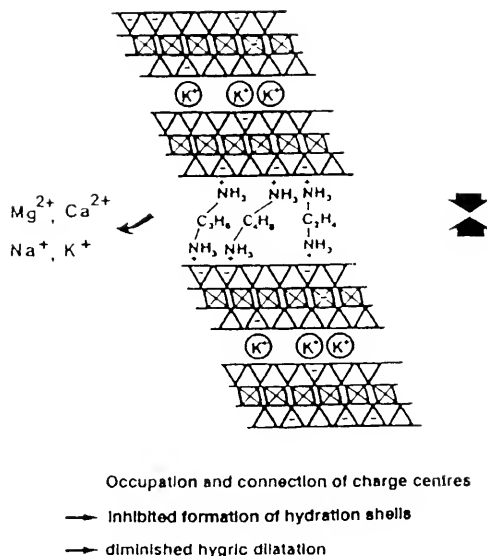 K⁺ K⁺ K⁺
⁺NH₃ ⁺NH₃ ⁺NH₃
Mg²⁺, Ca²⁺
C₃H₆ C₄H₈ C₂H₄
Na⁺, K⁺
NH₃⁺ NH₃⁺ NH₃⁺
K⁺ K⁺ K⁺
Occupation and connection of charge centres
→ Inhibited formation of hydration shells
→ diminished hygric dilatation